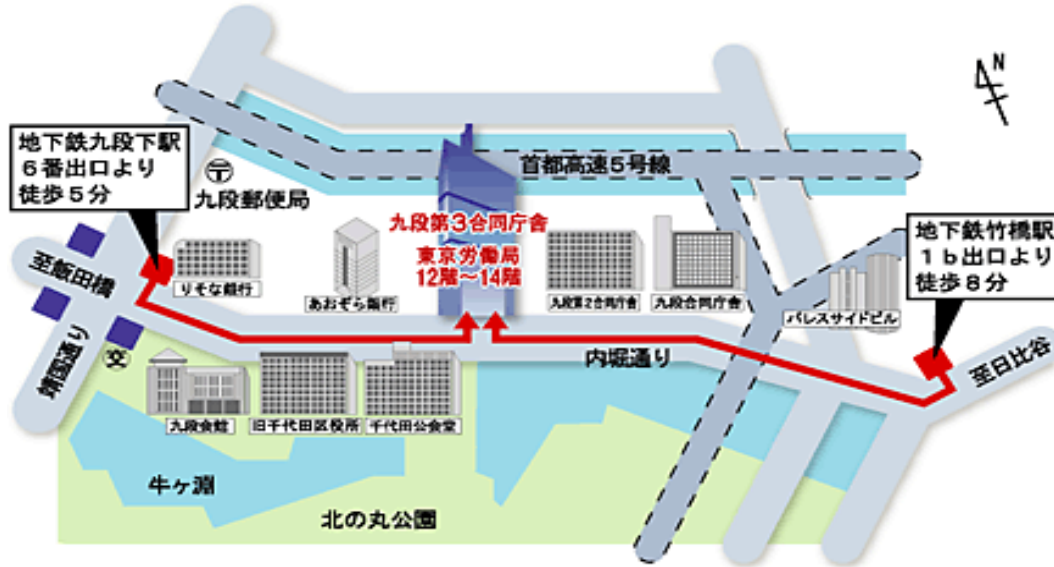 N
地下鉄九段下駅
6番出口より
徒歩5分
九段郵便局
首都高速5号線
九段第3合同庁舎
東京労働局
12階～14階
地下鉄竹橋駅
1b出口より
徒歩8分
至飯田橋
りそな銀行
あおぞら銀行
九段第2合同庁舎
九段合同庁舎
パレスサイドビル
靖国通り
内堀通り
至日比谷
九段会館
旧千代田区役所
千代田公会堂
牛ヶ淵
北の丸公園